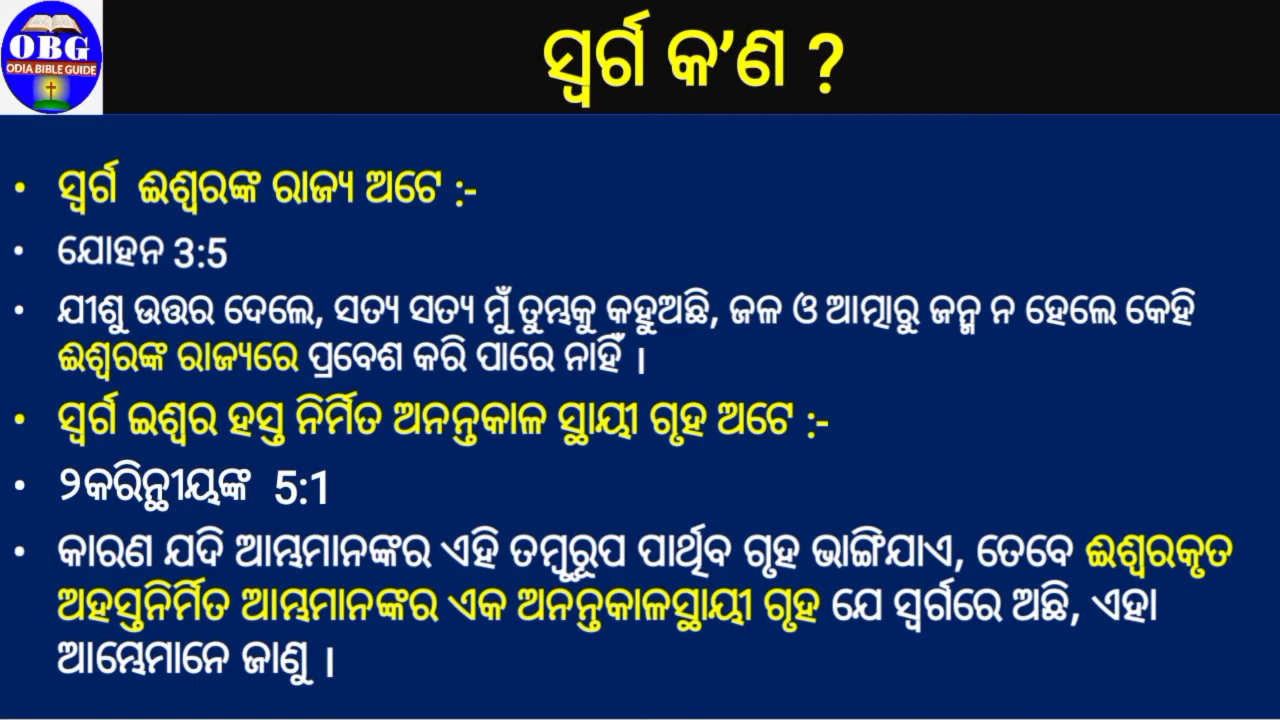 OBG
ODIA BIBLE GUIDE
ସ୍ୱର୍ଗ କ’ଣ ?
• ସ୍ୱର୍ଗ ଈଶ୍ୱରଙ୍କ ରାଜ୍ୟ ଅଟେ :-
• ଯୋହନ 3:5
• ଯୀଶୁ ଉତ୍ତର ଦେଲେ, ସତ୍ୟ ସତ୍ୟ ମୁଁ ତୁମ୍ଭକୁ କହୁଅଛି, ଜଳ ଓ ଆତ୍ମାରୁ ଜନ୍ମ ନ ହେଲେ କେହି
ଈଶ୍ୱରଙ୍କ ରାଜ୍ୟରେ ପ୍ରବେଶ କରି ପାରେ ନାହିଁ ।
• ସ୍ୱର୍ଗ ଇଶ୍ୱର ହସ୍ତ ନିର୍ମିତ ଅନନ୍ତକାଳ ସ୍ଥାୟୀ ଗୃହ ଅଟେ :-
• ୨କରିନ୍ଥୀୟଙ୍କ 5:1
• କାରଣ ଯଦି ଆମ୍ଭମାନଙ୍କର ଏହି ତମ୍ବୁରୂପ ପାର୍ଥିବ ଗୃହ ଭାଙ୍ଗିଯାଏ, ତେବେ ଈଶ୍ୱରକୃତ
ଅହସ୍ତନିର୍ମିତ ଆମ୍ଭମାନଙ୍କର ଏକ ଅନନ୍ତକାଳସ୍ଥାୟୀ ଗୃହ ଯେ ସ୍ୱର୍ଗରେ ଅଛି, ଏହା
ଆମ୍ଭେମାନେ ଜାଣୁ ।